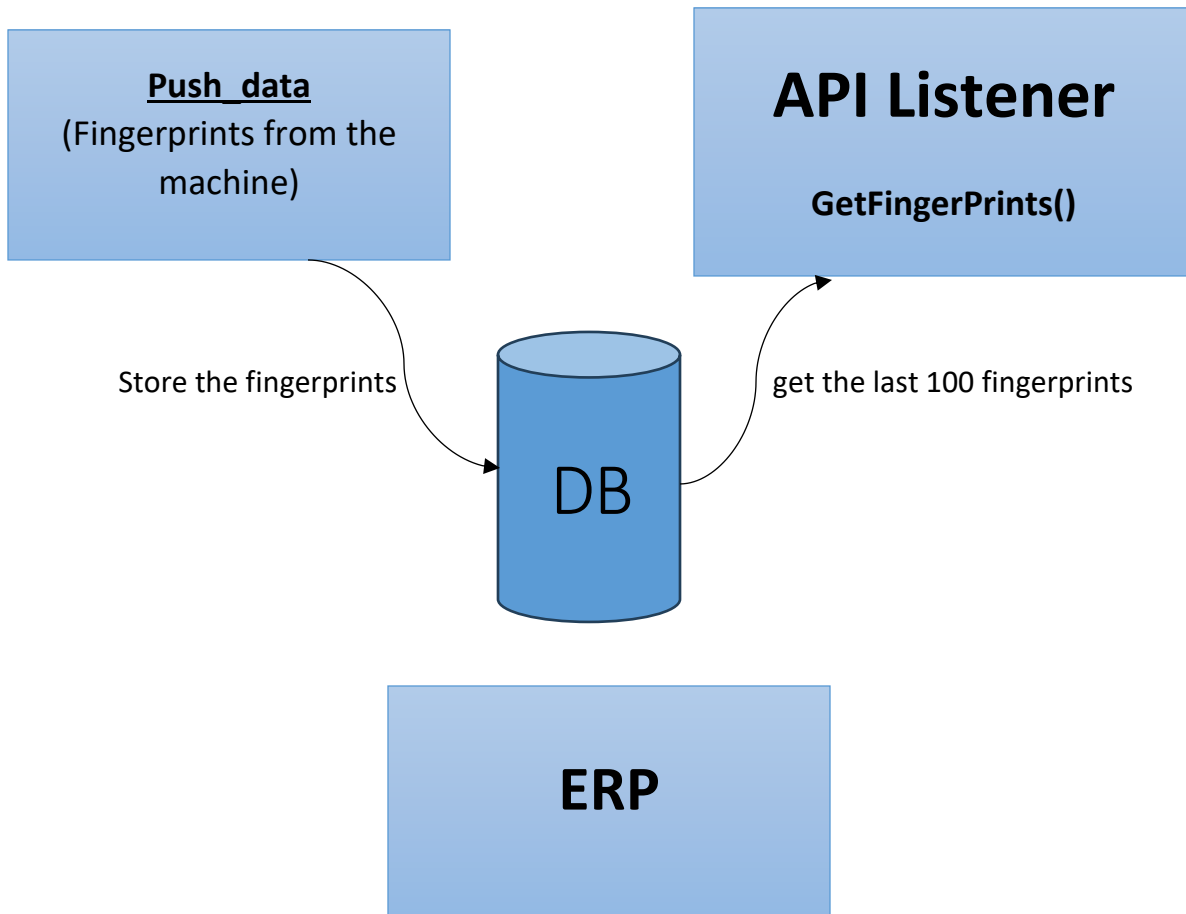 Push_data
(Fingerprints from the
machine)
API Listener
GetFingerPrints()
Store the fingerprints
get the last 100 fingerprints
DB
ERP